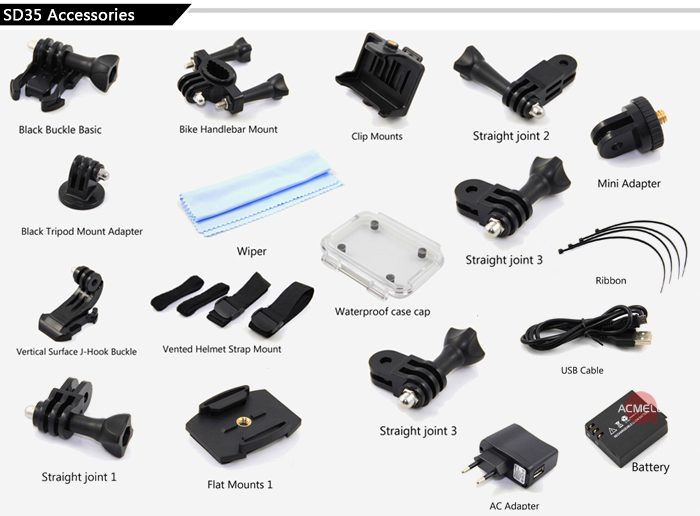 SD35 Accessories
Black Buckle Basic
Bike Handlebar Mount
Clip Mounts
Straight joint 2
Mini Adapter
Black Tripod Mount Adapter
Wiper
Straight joint 3
Ribbon
Waterproof case cap
Vertical Surface J-Hook Buckle
Vented Helmet Strap Mount
USB Cable
Straight joint 1
Flat Mounts 1
Straight joint 3
AC Adapter
ACMELL
Battery